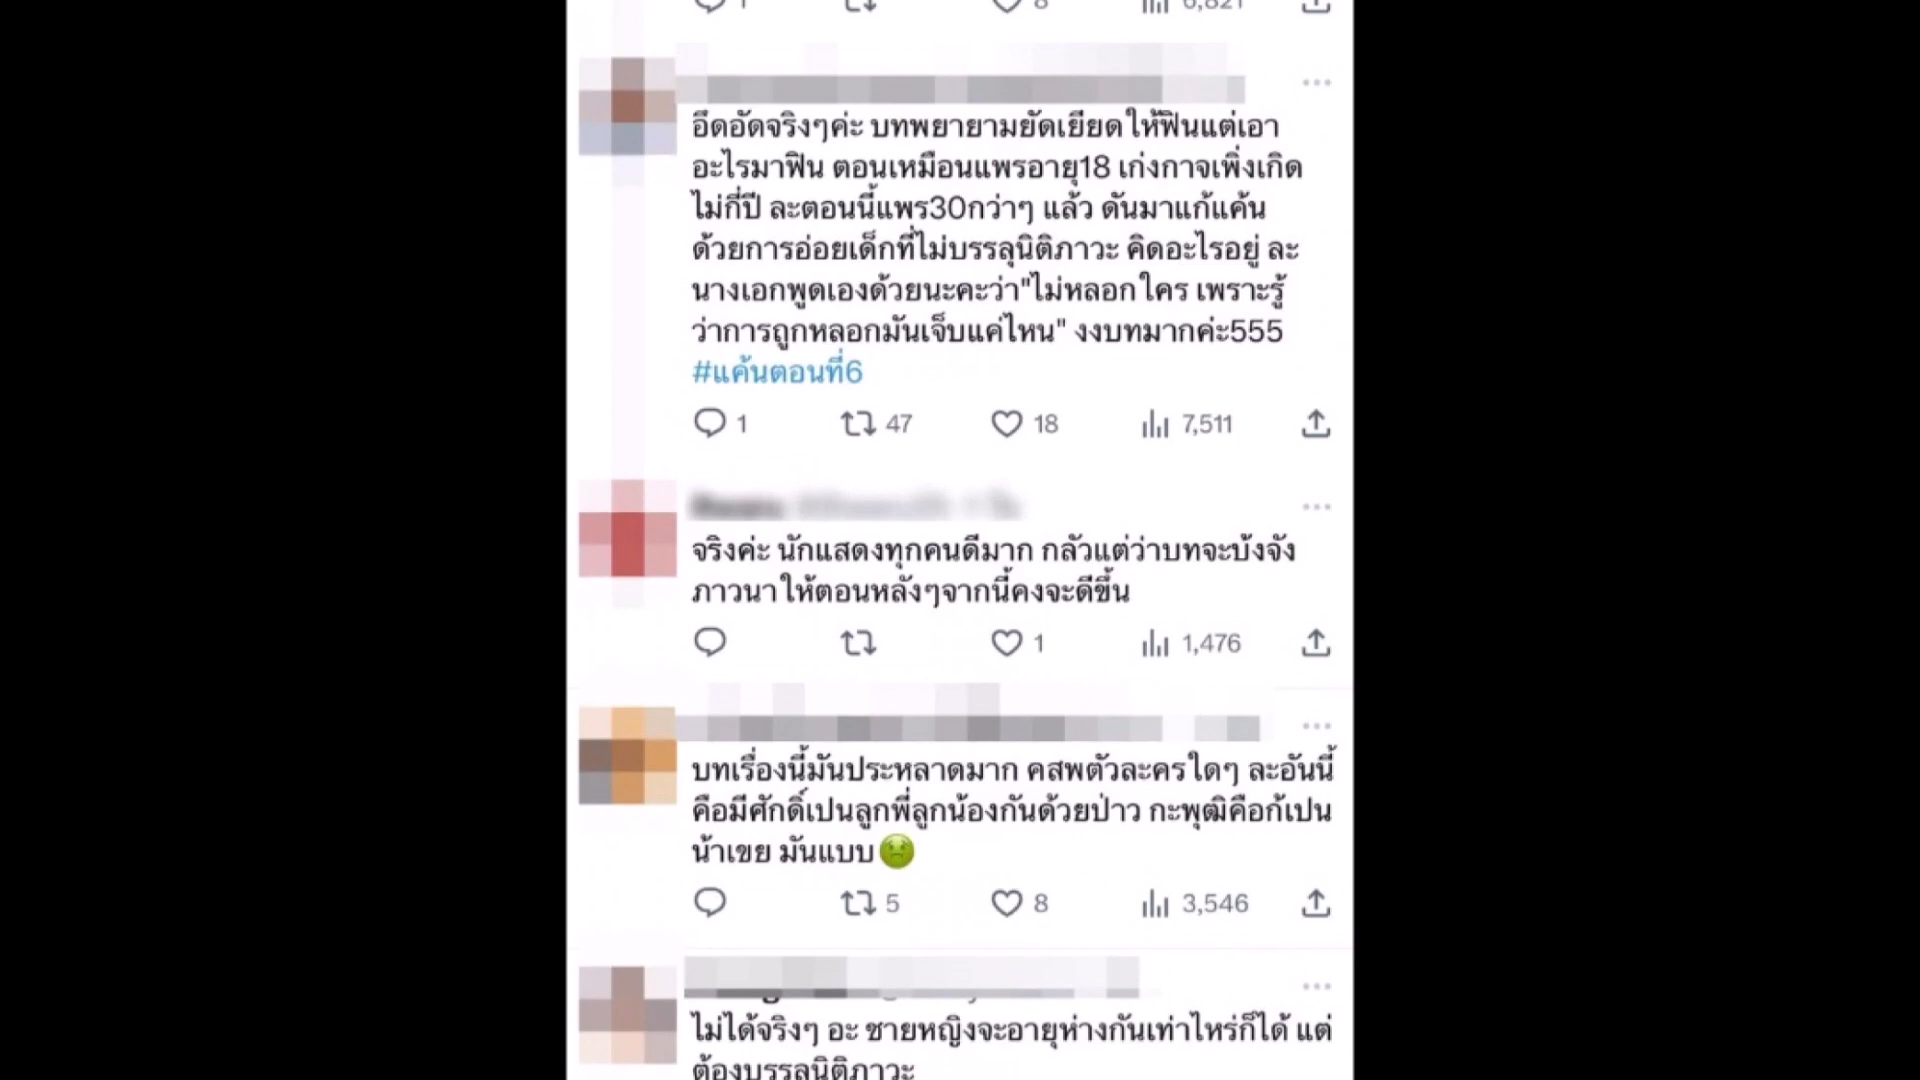 1 8 6,821
อึดอัดจริงๆค่ะ บทพยายามยัดเยียดให้ฟินแต่เอา
อะไรมาฟิน ตอนเหมือนแพรอายุ18 เก่งกาจเพิ่งเกิด
ไม่กี่ปี ละตอนนี้แพร30กว่าๆ แล้ว ดันมาแก้แค้น
ด้วยการอ่อยเด็กที่ไม่บรรลุนิติภาวะ คิดอะไรอยู่ ละ
นางเอกพูดเองด้วยนะคะว่า"ไม่หลอกใคร เพราะรู้
ว่าการถูกหลอกมันเจ็บแค่ไหน" งงบทมากค่ะ555
#แค้นตอนที่6
1 47 18 7,511
จริงค่ะ นักแสดงทุกคนดีมาก กลัวแต่ว่าบทจะบ้งจัง
ภาวนาให้ตอนหลังๆจากนี้คงจะดีขึ้น
1 1,476
บทเรื่องนี้มันประหลาดมาก คสพตัวละครใดๆ ละอันนี้
คือมีศักดิ์เปนลูกพี่ลูกน้องกันด้วยป่าว กะพุฒิคือก้เปน
น้าเขย มันแบบ🤢
5 8 3,546
ไม่ได้จริงๆ อะ ชายหญิงจะอายุห่างกันเท่าไหร่ก็ได้ แต่
ต้องบรรลุนิติภาวะ